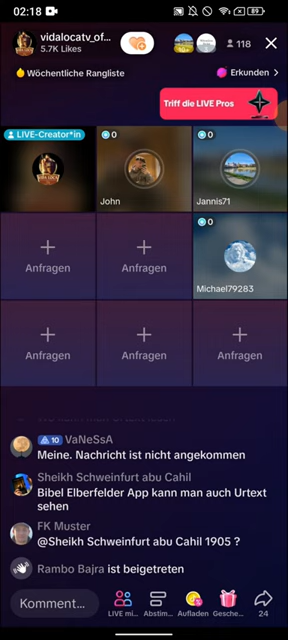 02:18
89
vidalocatv_of...
5.7K Likes
118
Wöchentliche Rangliste
Erkunden >
Triff die LIVE Pros
LIVE-Creator*in
0
0
John
Jannis71
Anfragen
Anfragen
0
Michael79283
Anfragen
Anfragen
Anfragen
10 VaNeSsA
Meine. Nachricht ist nicht angekommen
Sheikh Schweinfurt abu Cahil
Bibel Elberfelder App kann man auch Urtext
sehen
FK Muster
@Sheikh Schweinfurt abu Cahil 1905 ?
Rambo Bajra ist beigetreten
Komment...
LIVE mi...
Abstim...
Aufladen
Gesche...
24